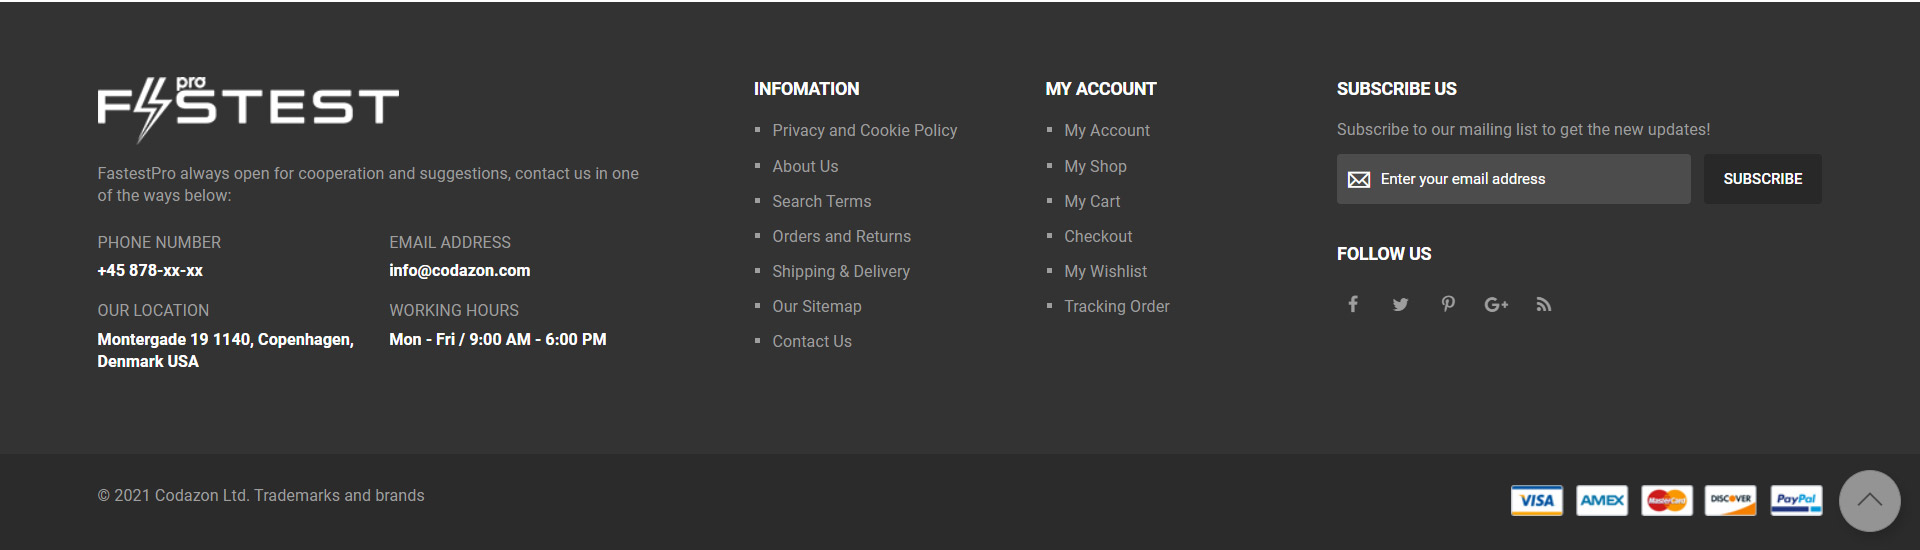 pro
FASTEST
FastestPro always open for cooperation and suggestions, contact us in one
of the ways below:
PHONE NUMBER
+45 878-xx-xx
EMAIL ADDRESS
info@codazon.com
OUR LOCATION
Montergade 19 1140, Copenhagen,
Denmark USA
WORKING HOURS
Mon - Fri / 9:00 AM - 6:00 PM
INFOMATION
Privacy and Cookie Policy
About Us
Search Terms
Orders and Returns
Shipping & Delivery
Our Sitemap
Contact Us
MY ACCOUNT
My Account
My Shop
My Cart
Checkout
My Wishlist
Tracking Order
SUBSCRIBE US
Subscribe to our mailing list to get the new updates!
Enter your email address
SUBSCRIBE
FOLLOW US
G+
© 2021 Codazon Ltd. Trademarks and brands
VISA
AMEX
MasterCard
DISCOVER
PayPal